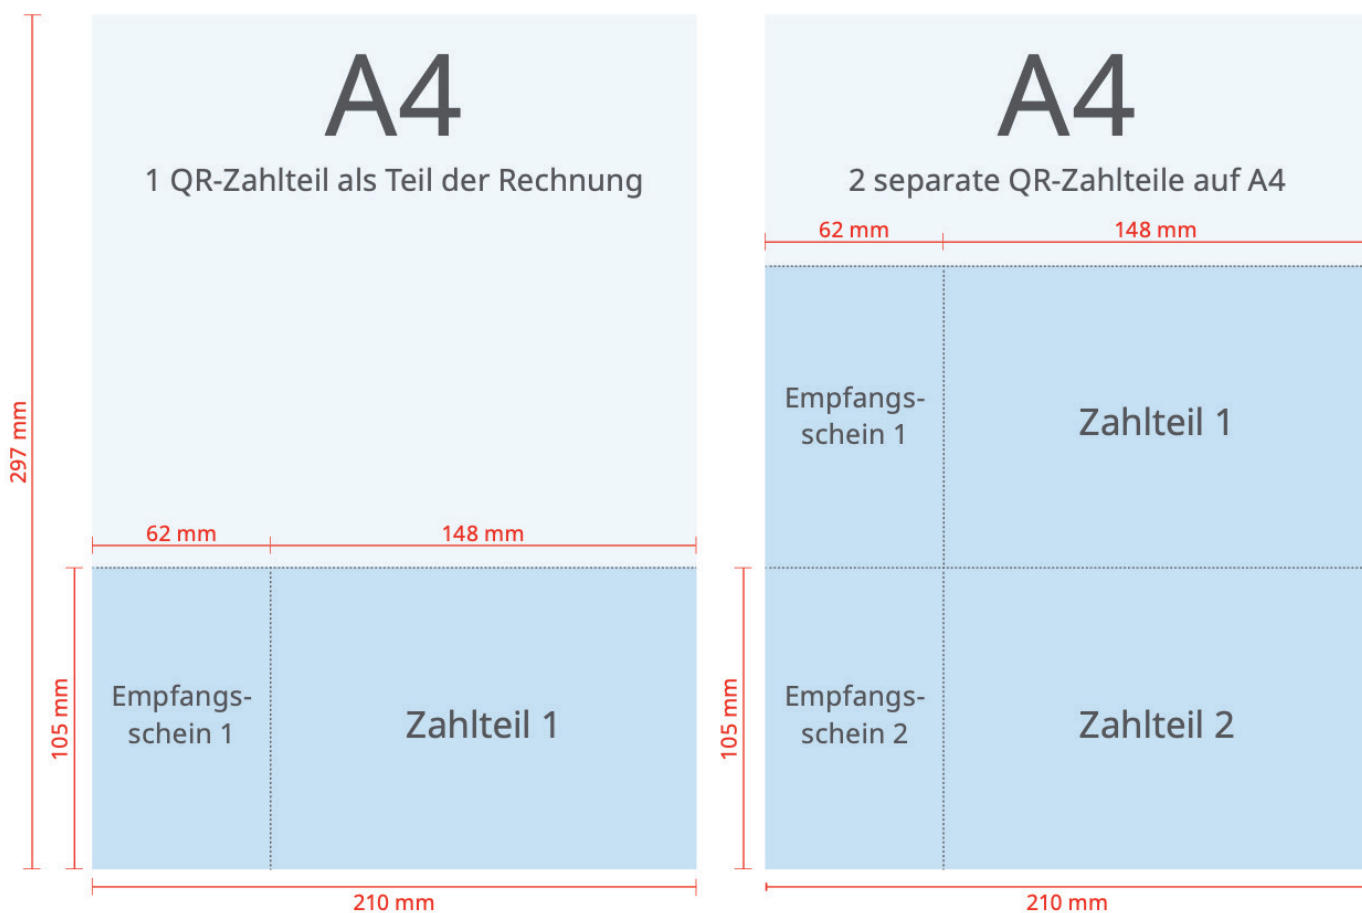 A4
1 QR-Zahlteil als Teil der Rechnung
297 mm
62 mm
148 mm
105 mm
Empfangs-
schein 1
Zahlteil 1
210 mm
A4
2 separate QR-Zahlteile auf A4
62 mm
148 mm
Empfangs-
schein 1
Zahlteil 1
105 mm
Empfangs-
schein 2
Zahlteil 2
210 mm